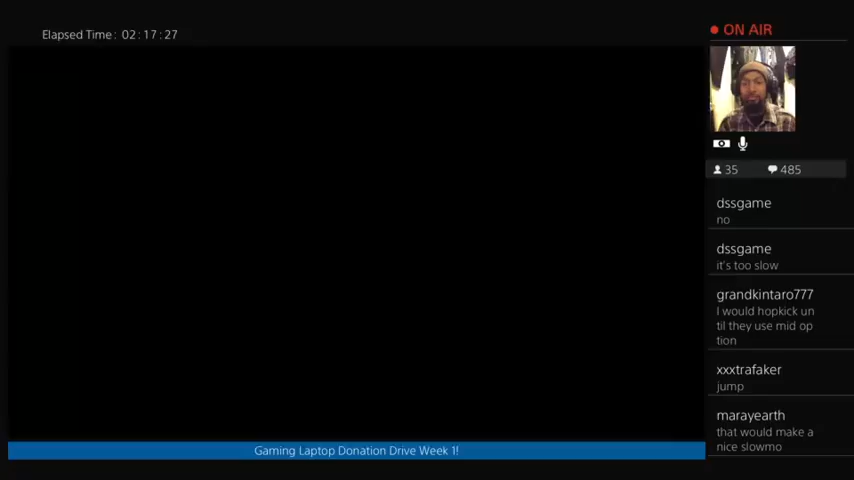 Elapsed Time: 02:17:27
ON AIR
35 485
dssgame
no
dssgame
it's too slow
grandkintaro777
I would hopkick un
til they use mid op
tion
xxxtrafaker
jump
marayearth
that would make a
nice slowmo
Gaming Laptop Donation Drive Week 1!